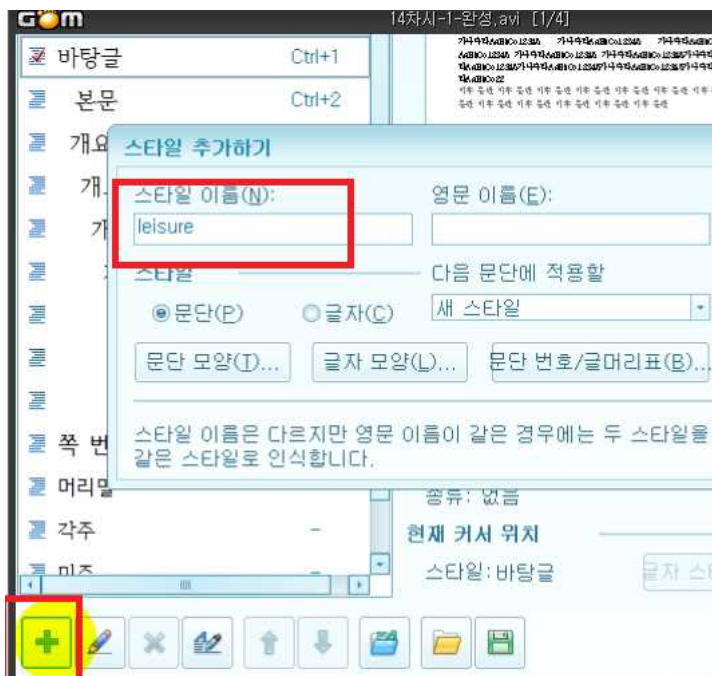 GOM 14차시-1-완성.avi [1/4]
바탕글 Ctrl+1
본문 Ctrl+2
개요
스타일 추가하기
개
스타일 이름(N): 영문 이름(E):
leisure
스타일 다음 문단에 적용할
문단(P) 글자(C) 새 스타일
문단 모양(T)... 글자 모양(L)... 문단 번호/글머리표(B)...
스타일 이름은 다르지만 영문 이름이 같은 경우에는 두 스타일을
같은 스타일로 인식합니다.
쪽 번
머리말
종류: 없음
각주 -
현재 커서 위치
미주 -
스타일: 바탕글 글자 스